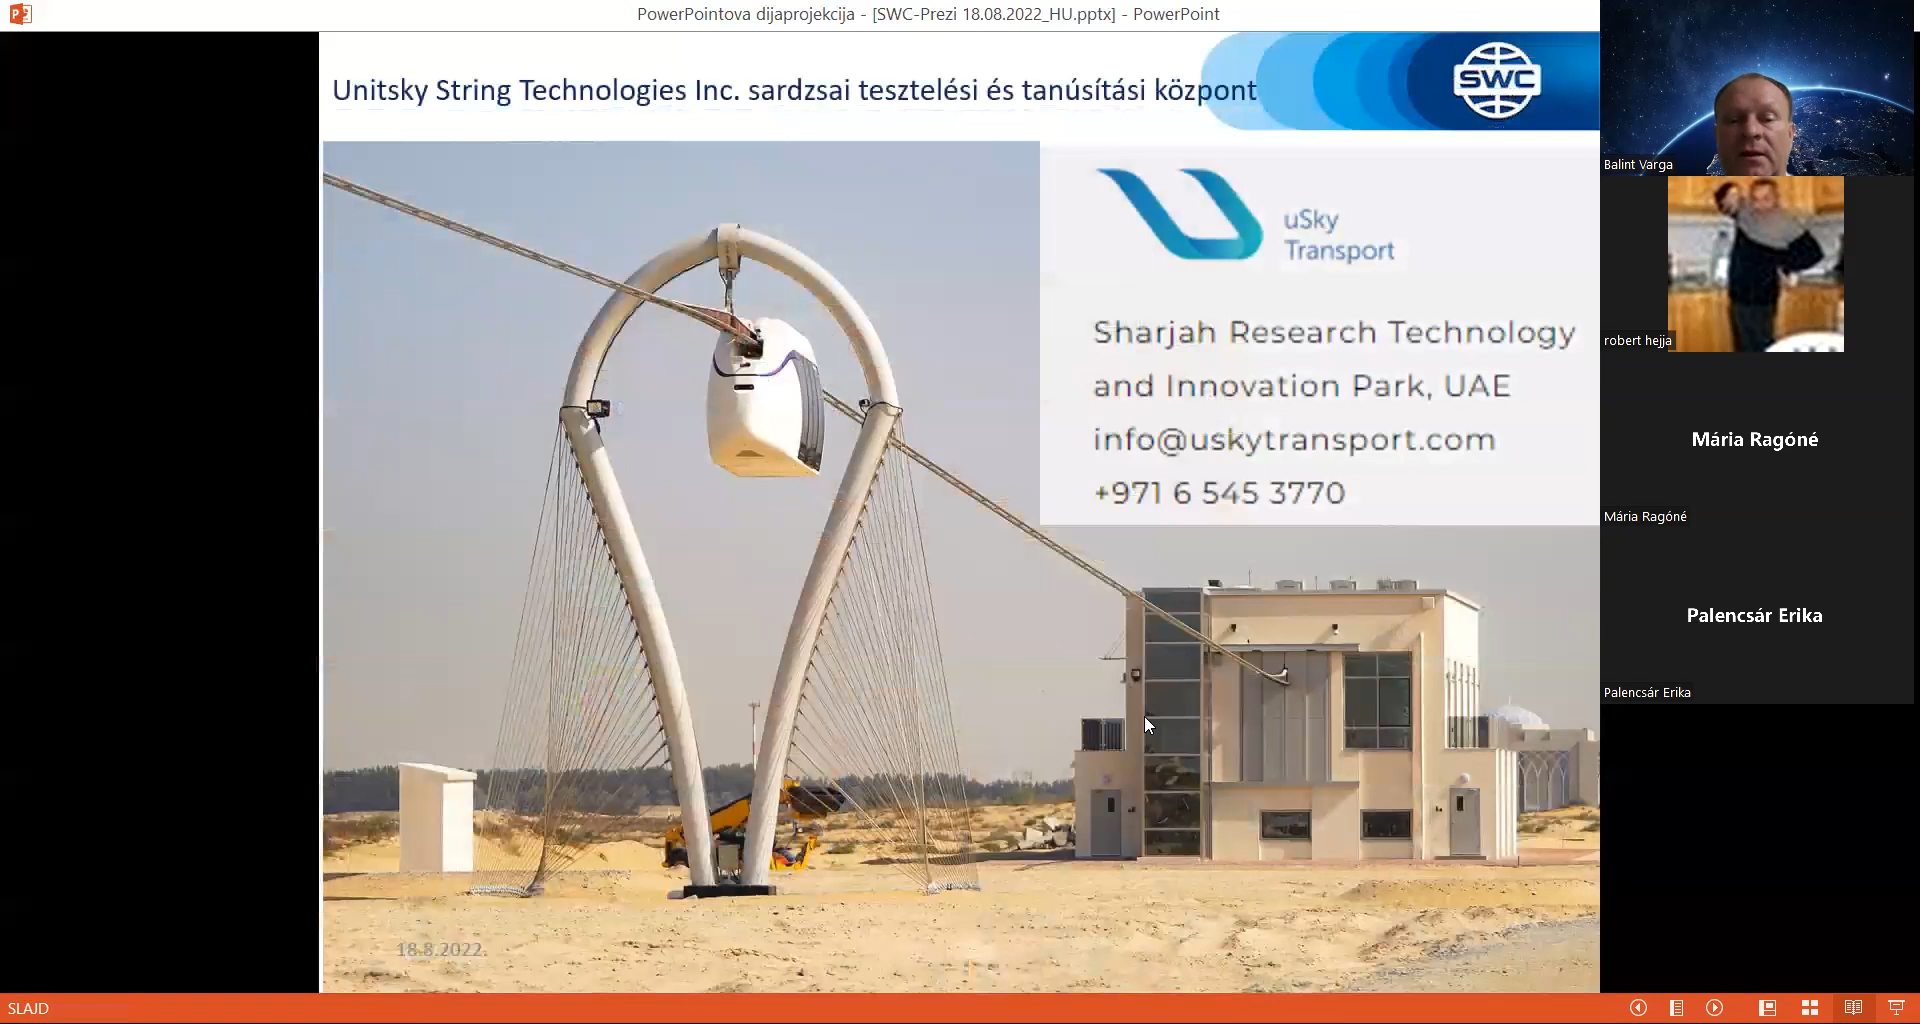 PowerPointova dijaprojekcija - [SWC-Prezi 18.08.2022_HU.pptx] - PowerPoint
Unitsky String Technologies Inc. sardzsai tesztelési és tanúsítási központ
SWC
uSky
Transport
Sharjah Research Technology
and Innovation Park, UAE
info@uskytransport.com
+971 6 545 3770
18.8.2022.
Balint Varga
robert hejja
Mária Ragóné
Mária Ragóné
Palencsár Erika
Palencsár Erika
SLAJD